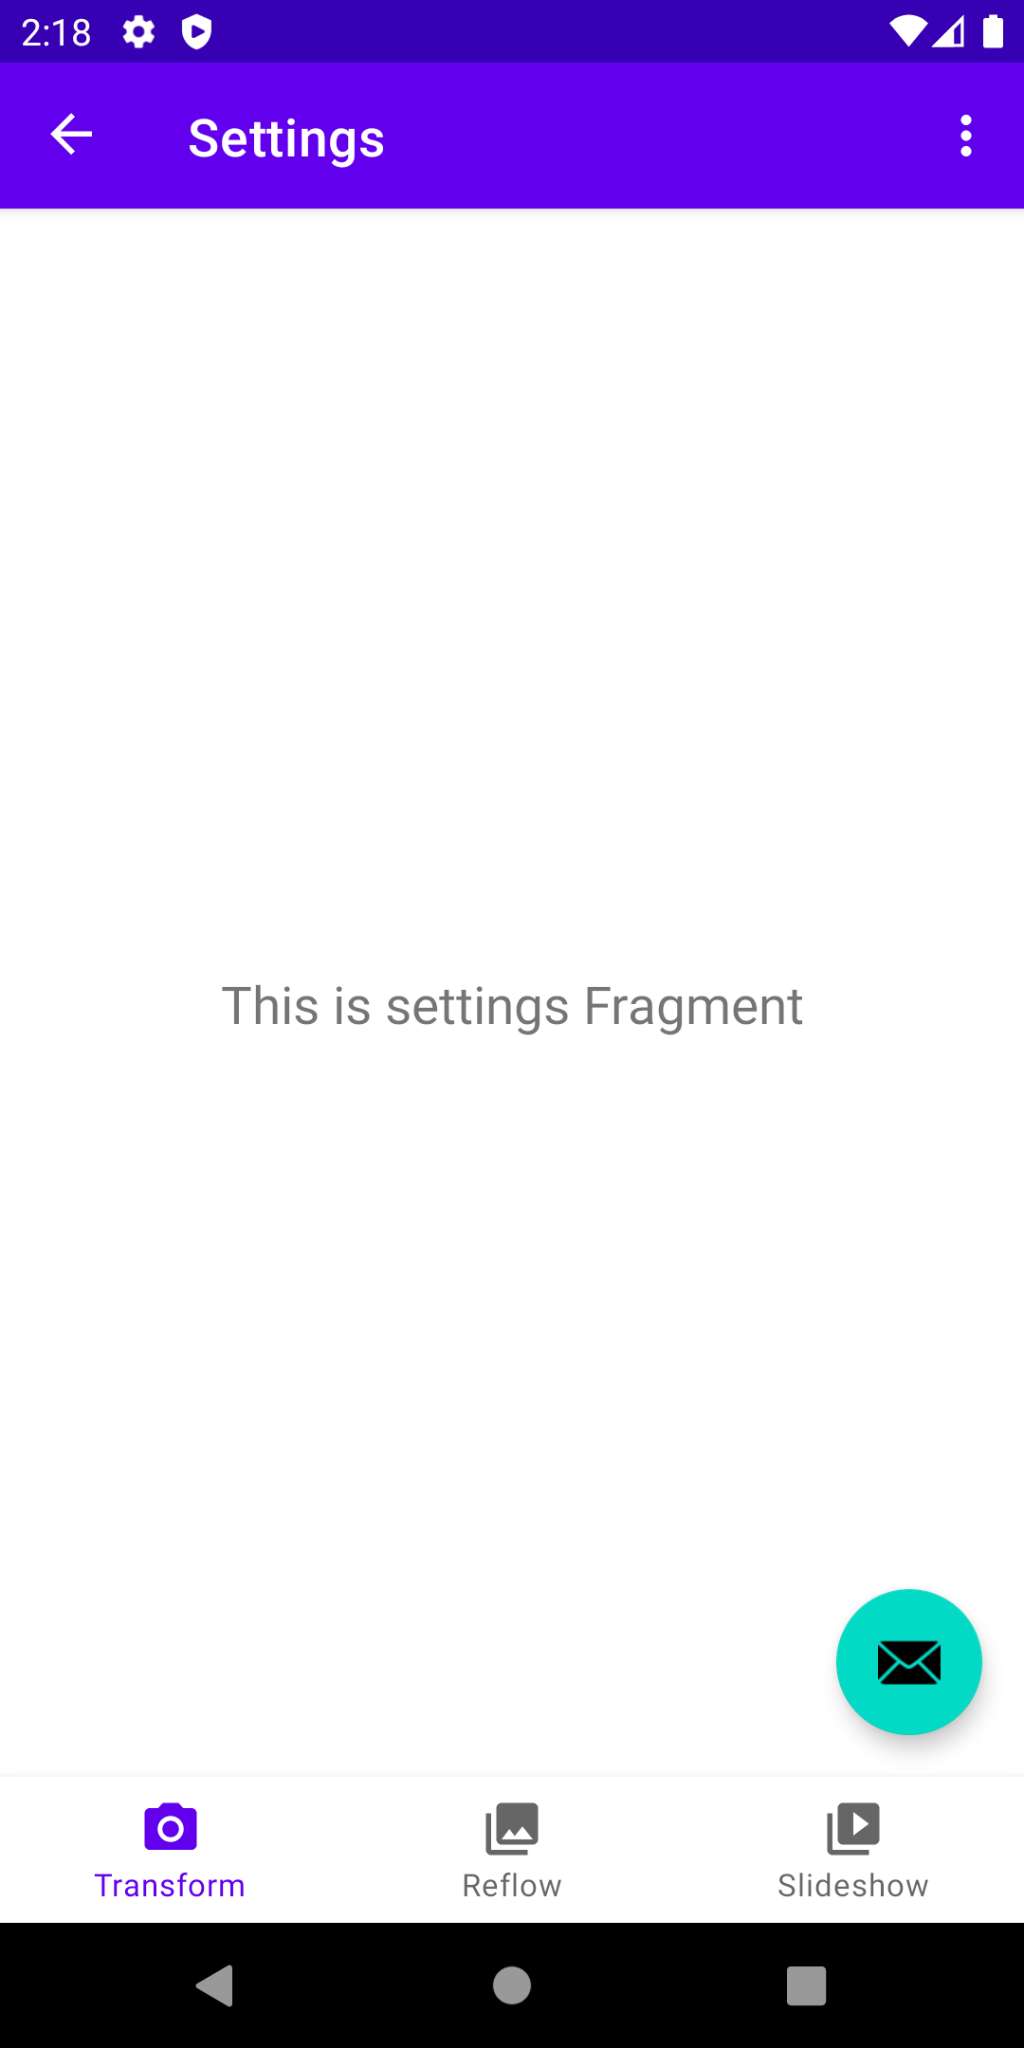 2:18
Settings
This is settings Fragment
Transform
Reflow
Slideshow